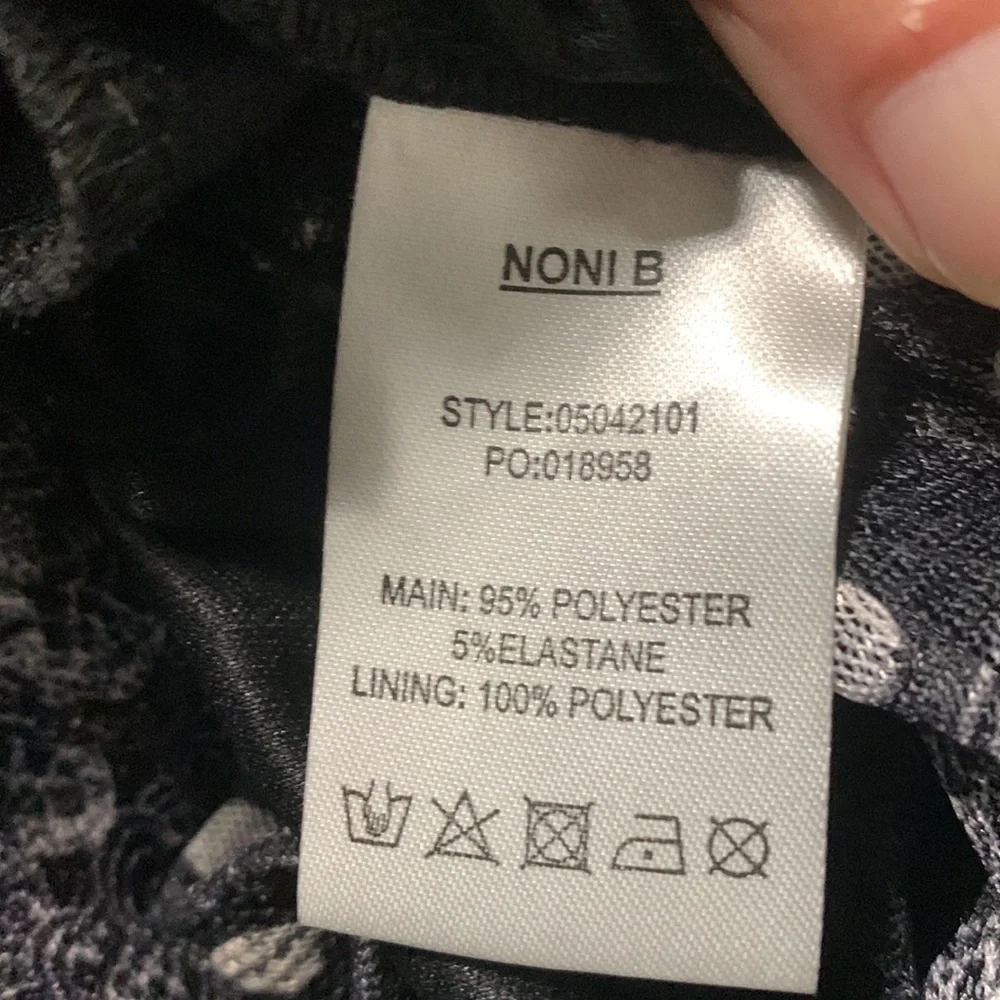 NONI B
STYLE:05042101
PO:018958
MAIN: 95% POLYESTER
5%ELASTANE
LINING: 100% POLYESTER